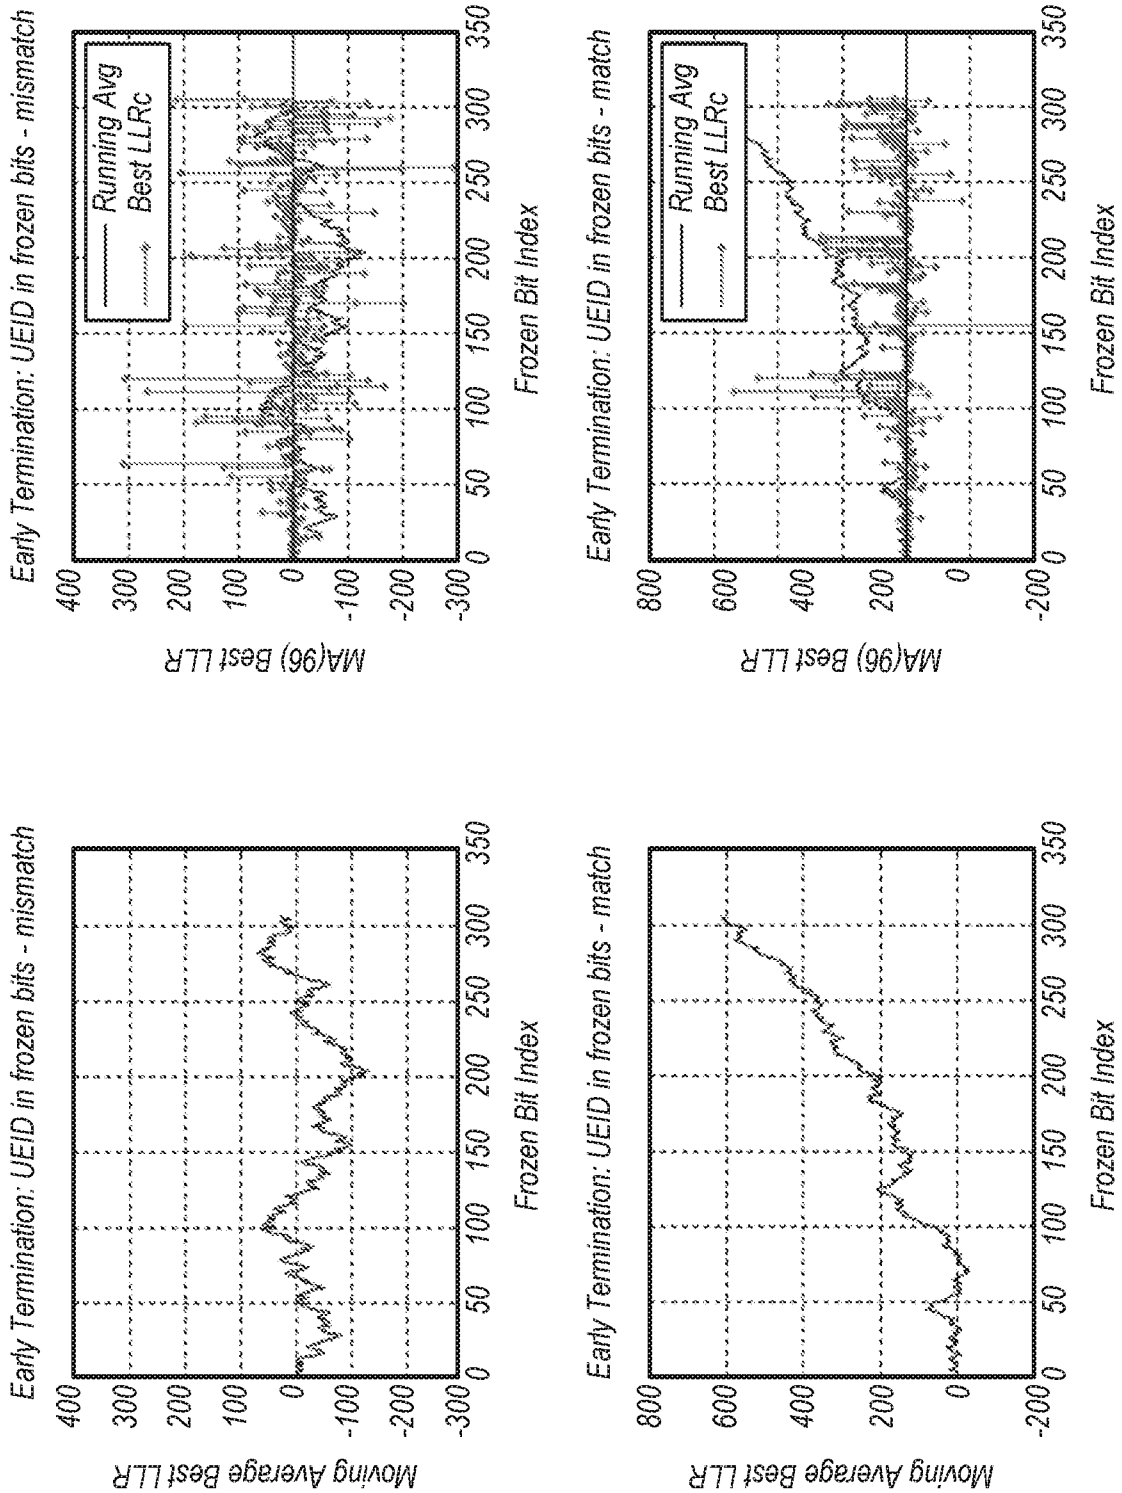 Early Termination: UEID in frozen bits - mismatch
Moving Average Best LLR
400
300
200
100
0
-100
-200
-300
0 50 100 150 200 250 300 350
Frozen Bit Index
Early Termination: UEID in frozen bits - mismatch
MA(96) Best LLR
400
300
200
100
0
-100
-200
-300
Running Avg
Best LLRc
0 50 100 150 200 250 300 350
Frozen Bit Index
Early Termination: UEID in frozen bits - match
Moving Average Best LLR
800
600
400
200
0
-200
0 50 100 150 200 250 300 350
Frozen Bit Index
Early Termination: UEID in frozen bits - match
MA(96) Best LLR
800
600
400
200
0
-200
Running Avg
Best LLRc
0 50 100 150 200 250 300 350
Frozen Bit Index